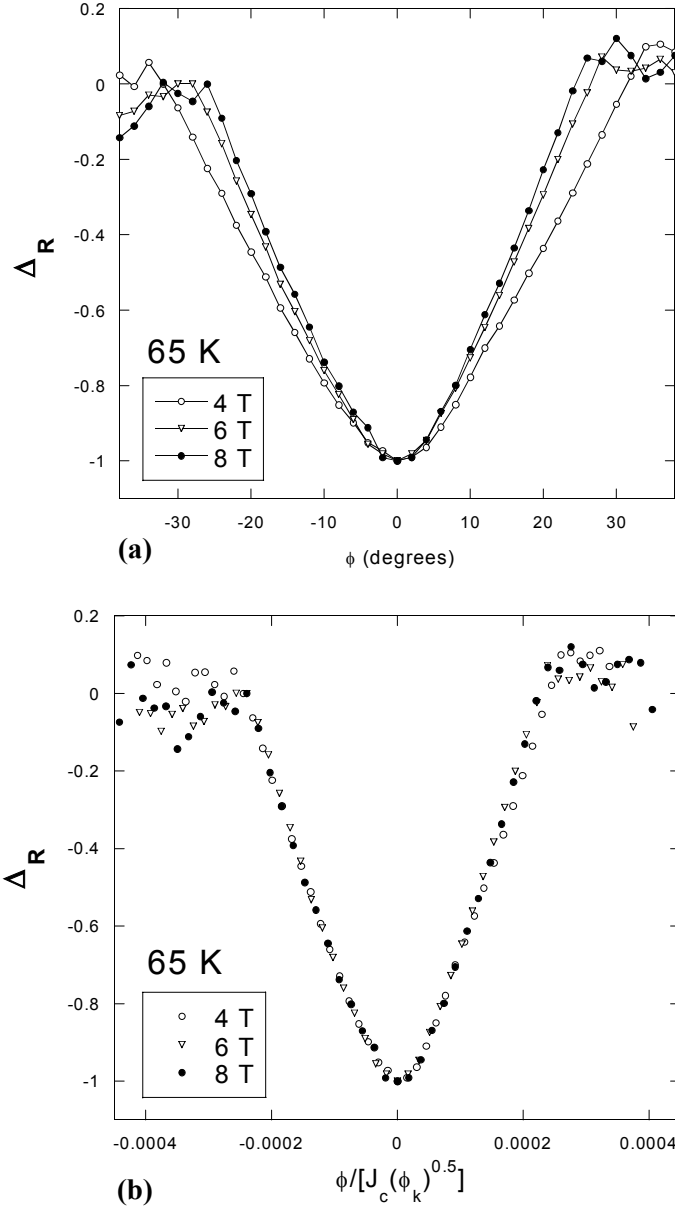 0.2
0
-0.2
-0.4
-0.6
-0.8
-1
Δ_R
65 K
4 T
6 T
8 T
-30 -20 -10 0 10 20 30
(a)
ϕ (degrees)
0.2
0
-0.2
-0.4
-0.6
-0.8
-1
Δ_R
65 K
4 T
6 T
8 T
-0.0004 -0.0002 0 0.0002 0.0004
(b)
ϕ/[J_c(ϕ_k)^0.5]